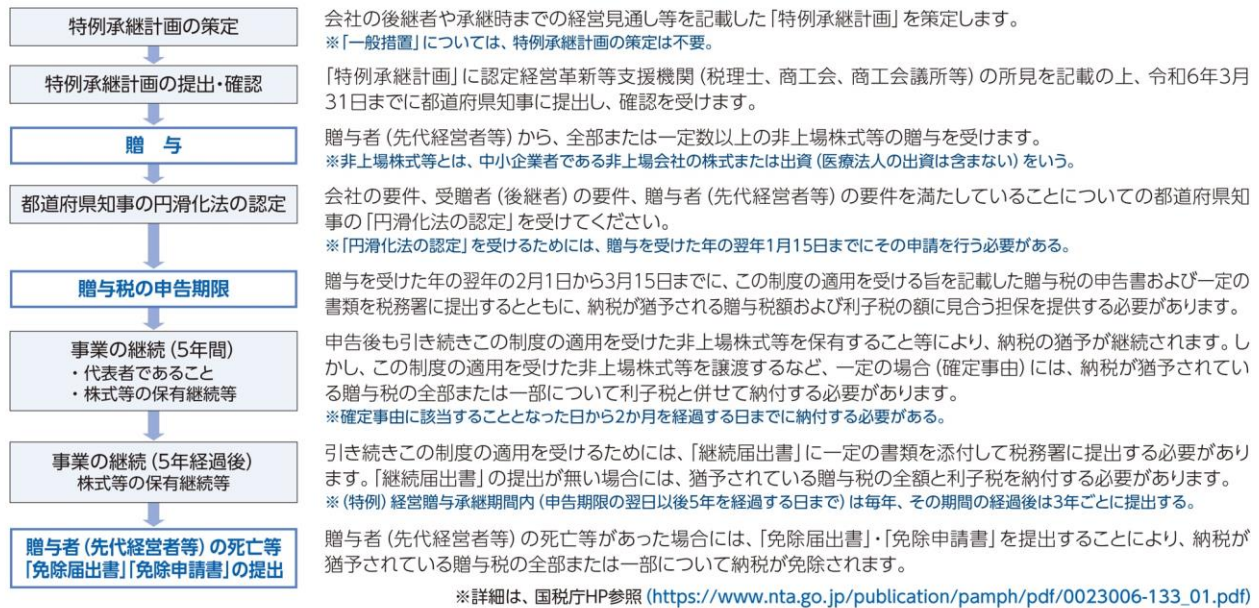 特例承継計画の策定
会社の後継者や承継時までの経営見通し等を記載した「特例承継計画」を策定します。
※「一般措置」については、特例承継計画の策定は不要。
特例承継計画の提出・確認
「特例承継計画」に認定経営革新等支援機関（税理士、商工会、商工会議所等）の所見を記載の上、令和6年3月
31日までに都道府県知事に提出し、確認を受けます。
贈 与
贈与者（先代経営者等）から、全部または一定数以上の非上場株式等の贈与を受けます。
※非上場株式等とは、中小企業者である非上場会社の株式または出資（医療法人の出資は含まない）をいう。
都道府県知事の円滑化法の認定
会社の要件、受贈者（後継者）の要件、贈与者（先代経営者等）の要件を満たしていることについての都道府県知
事の「円滑化法の認定」を受けてください。
※「円滑化法の認定」を受けるためには、贈与を受けた年の翌年1月15日までにその申請を行う必要がある。
贈与税の申告期限
贈与を受けた年の翌年の2月1日から3月15日までに、この制度の適用を受ける旨を記載した贈与税の申告書および一定の
書類を税務署に提出するとともに、納税が猶予される贈与税額および利子税の額に見合う担保を提供する必要があります。
事業の継続（5年間）
・代表者であること
・株式等の保有継続等
申告後も引き続きこの制度の適用を受けた非上場株式等を保有すること等により、納税の猶予が継続されます。し
かし、この制度の適用を受けた非上場株式等を譲渡するなど、一定の場合（確定事由）には、納税が猶予されてい
る贈与税の全部または一部について利子税と併せて納付する必要があります。
※確定事由に該当することとなった日から2か月を経過する日までに納付する必要がある。
事業の継続（5年経過後）
株式等の保有継続等
引き続きこの制度の適用を受けるためには、「継続届出書」に一定の書類を添付して税務署に提出する必要があり
ます。「継続届出書」の提出が無い場合には、猶予されている贈与税の全額と利子税を納付する必要があります。
※（特例）経営贈与承継期間内（申告期限の翌日以後5年を経過する日まで）は毎年、その期間の経過後は3年ごとに提出する。
贈与者（先代経営者等）の死亡等
「免除届出書」「免除申請書」の提出
贈与者（先代経営者等）の死亡等があった場合には、「免除届出書」・「免除申請書」を提出することにより、納税が
猶予されている贈与税の全部または一部について納税が免除されます。
※詳細は、国税庁HP参照（https://www.nta.go.jp/publication/pamph/pdf/0023006-133_01.pdf）